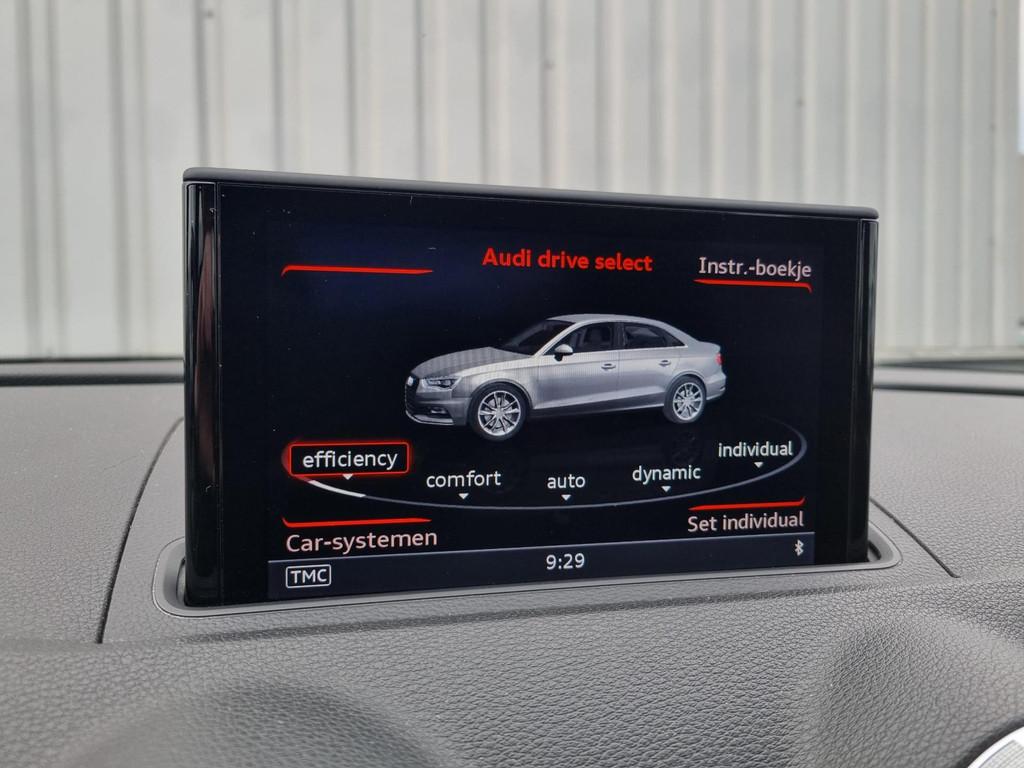 Audi drive select
Instr.-boekje
efficiency
comfort
auto
dynamic
individual
Car-systemen
Set individual
TMC
9:29